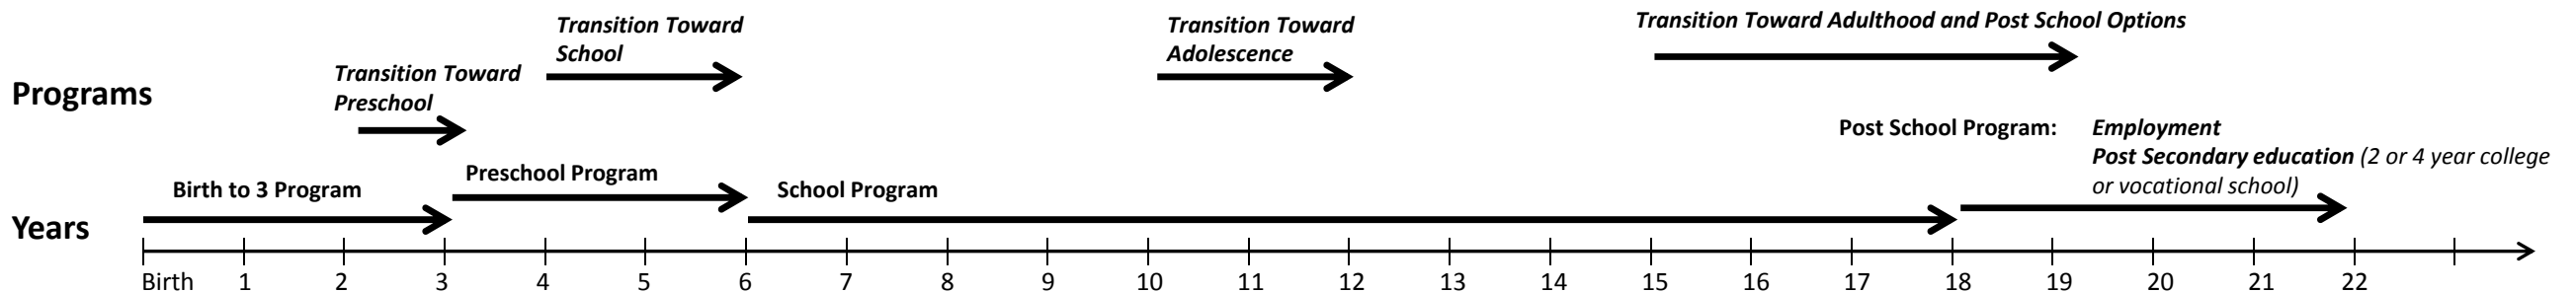 Transition Toward
School
Transition Toward
Adolescence
Transition Toward Adulthood and Post School Options
Transition Toward
Preschool
Programs
Post School Program:
Employment
Post Secondary education (2 or 4 year college
or vocational school)
Birth to 3 Program
Preschool Program
School Program
Years
Birth 1 2 3 4 5 6 7 8 9 10 11 12 13 14 15 16 17 18 19 20 21 22